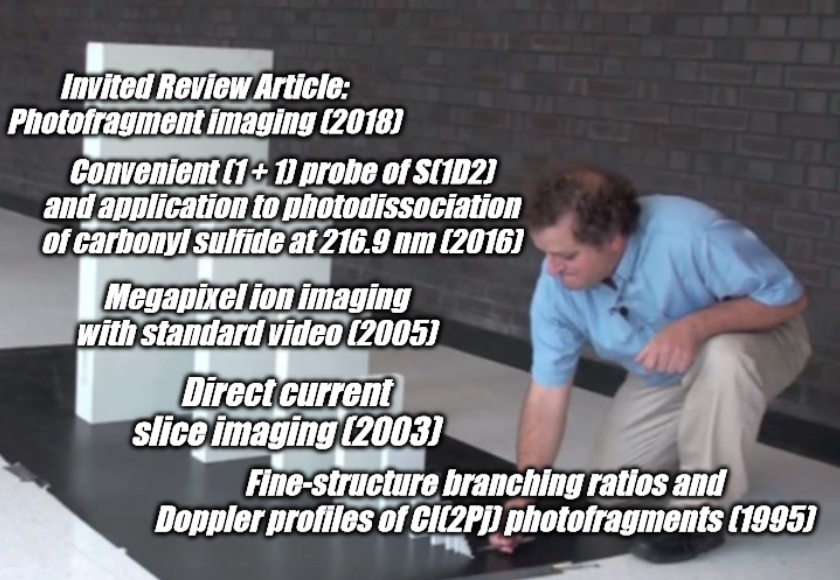 Invited Review Article:
Photofragment imaging (2018)
Convenient (1 + 1) probe of S(1D2)
and application to photodissociation
of carbonyl sulfide at 216.9 nm (2016)
Megapixel ion imaging
with standard video (2005)
Direct current
slice imaging (2003)
Fine-structure branching ratios and
Doppler profiles of Cl(2Pj) photofragments (1995)